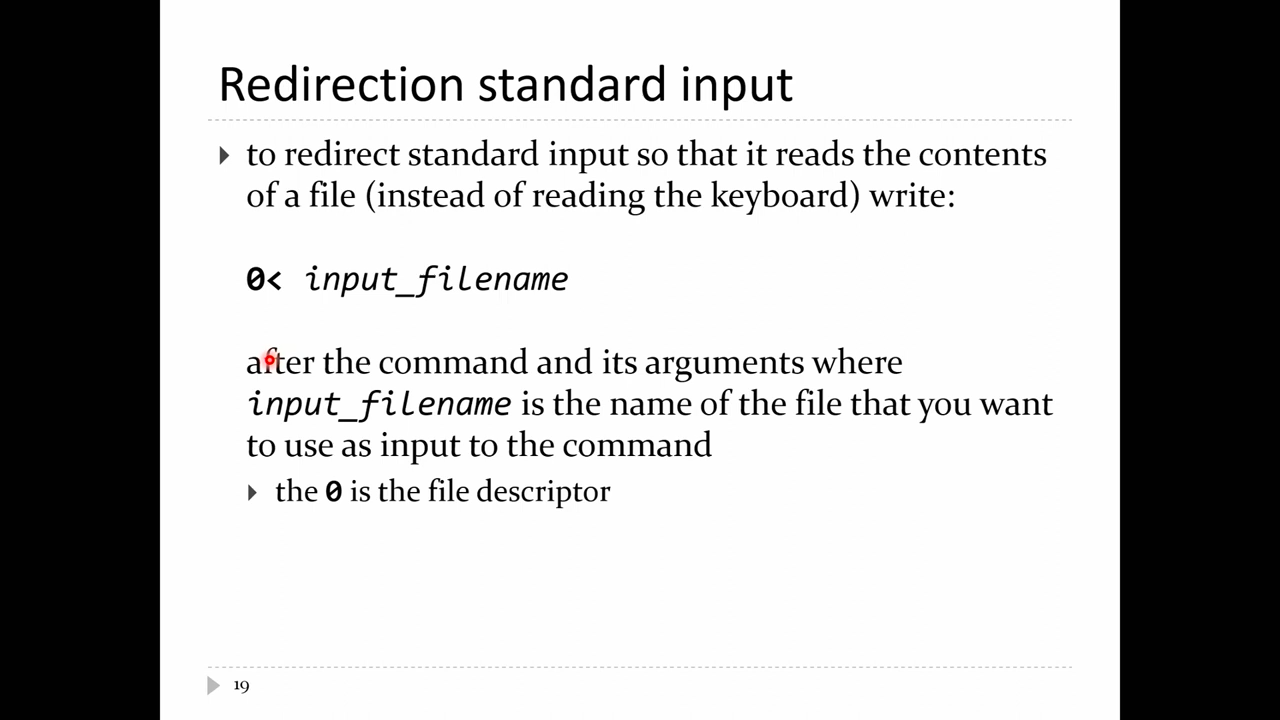 Redirection standard input
to redirect standard input so that it reads the contents
of a file (instead of reading the keyboard) write:
0< input_filename
after the command and its arguments where
input_filename is the name of the file that you want
to use as input to the command
the 0 is the file descriptor
19